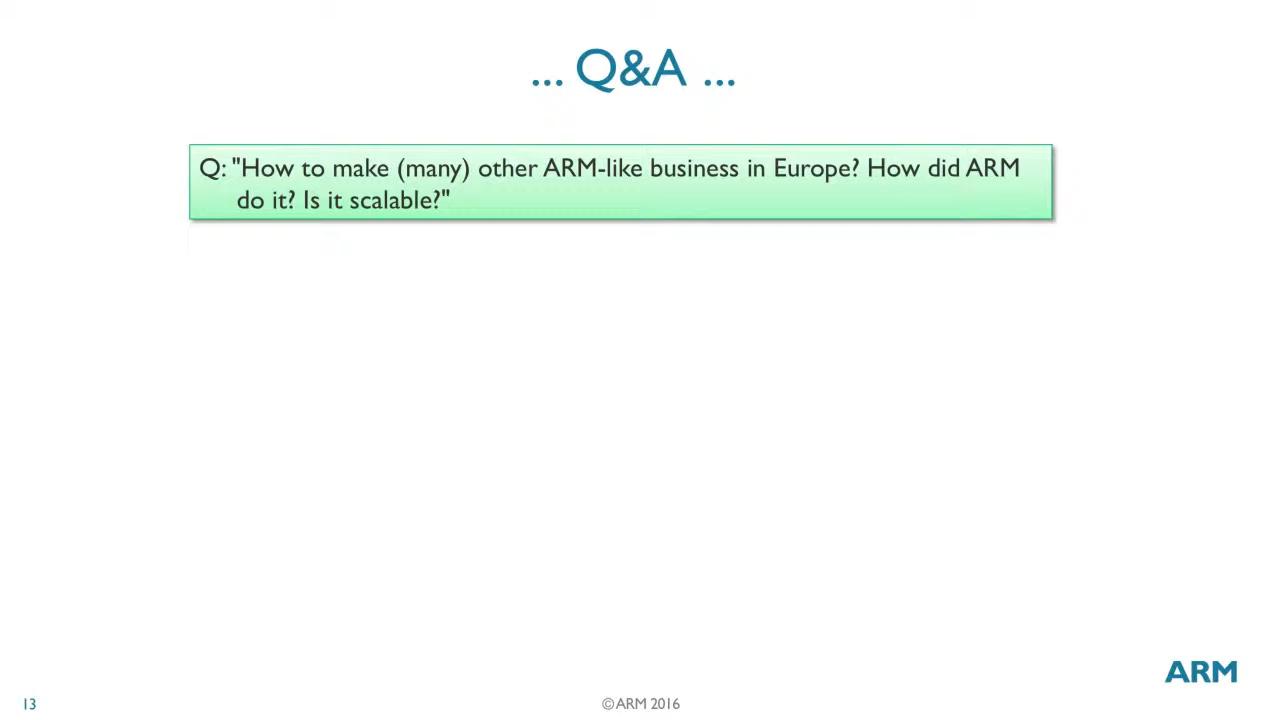 ... Q&A ...
Q: "How to make (many) other ARM-like business in Europe? How did ARM
do it? Is it scalable?"
ARM
13
© ARM 2016